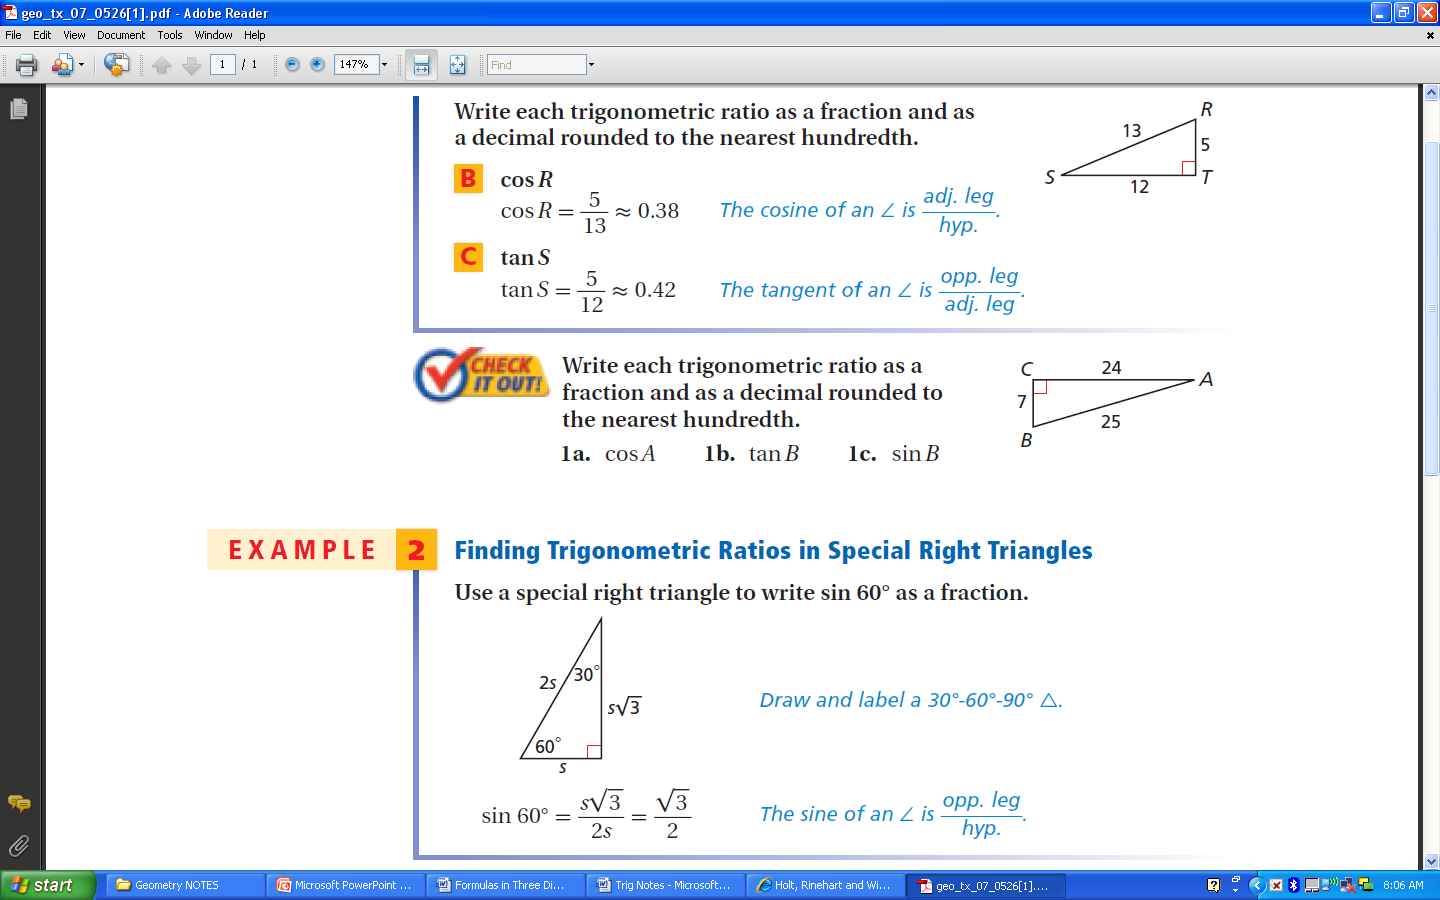 geo_tx_07_0526[1].pdf - Adobe Reader
File Edit View Document Tools Window Help
1 / 1 147% Find
Write each trigonometric ratio as a fraction and as
a decimal rounded to the nearest hundredth.
R
13
5
S
12
T
B cos R
cos R = 5/13 ≈ 0.38 The cosine of an ∠ is adj. leg/hyp.
C tan S
tan S = 5/12 ≈ 0.42 The tangent of an ∠ is opp. leg/adj. leg.
CHECK
IT OUT!
Write each trigonometric ratio as a
fraction and as a decimal rounded to
the nearest hundredth.
C 24 A
7
25
B
1a. cos A 1b. tan B 1c. sin B
EXAMPLE 2 Finding Trigonometric Ratios in Special Right Triangles
Use a special right triangle to write sin 60° as a fraction.
30°
2s
s√3
60°
s
Draw and label a 30°-60°-90° △.
sin 60° = s√3/2s = √3/2 The sine of an ∠ is opp. leg/hyp.
start Geometry NOTES Microsoft PowerPoint ... Formulas in Three Di... Trig Notes - Microsoft... Holt, Rinehart and Wi... geo_tx_07_0526[1].... 8:06 AM